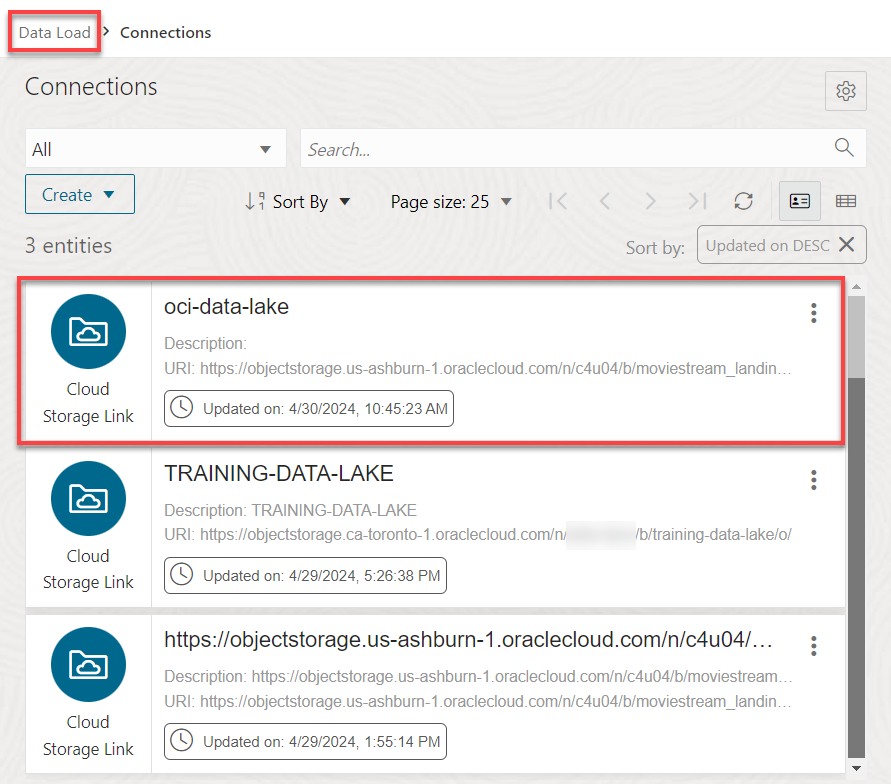 Data Load > Connections
Connections
All
Search...
Create
Sort By
Page size: 25
3 entities
Sort by: Updated on DESC
oci-data-lake
Description:
URI: https://objectstorage.us-ashburn-1.oraclecloud.com/n/c4u04/b/moviestream_landin...
Cloud
Storage Link
Updated on: 4/30/2024, 10:45:23 AM
TRAINING-DATA-LAKE
Description: TRAINING-DATA-LAKE
URI: https://objectstorage.ca-toronto-1.oraclecloud.com/n/ /b/training-data-lake/o/
Cloud
Storage Link
Updated on: 4/29/2024, 5:26:38 PM
https://objectstorage.us-ashburn-1.oraclecloud.com/n/c4u04/...
Description: https://objectstorage.us-ashburn-1.oraclecloud.com/n/c4u04/b/moviestream...
URI: https://objectstorage.us-ashburn-1.oraclecloud.com/n/c4u04/b/moviestream_landin...
Cloud
Storage Link
Updated on: 4/29/2024, 1:55:14 PM